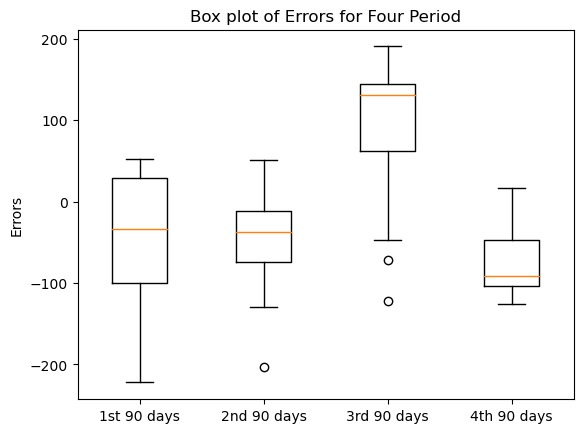 Box plot of Errors for Four Period
200
100
0
−100
−200
Errors
1st 90 days
2nd 90 days
3rd 90 days
4th 90 days